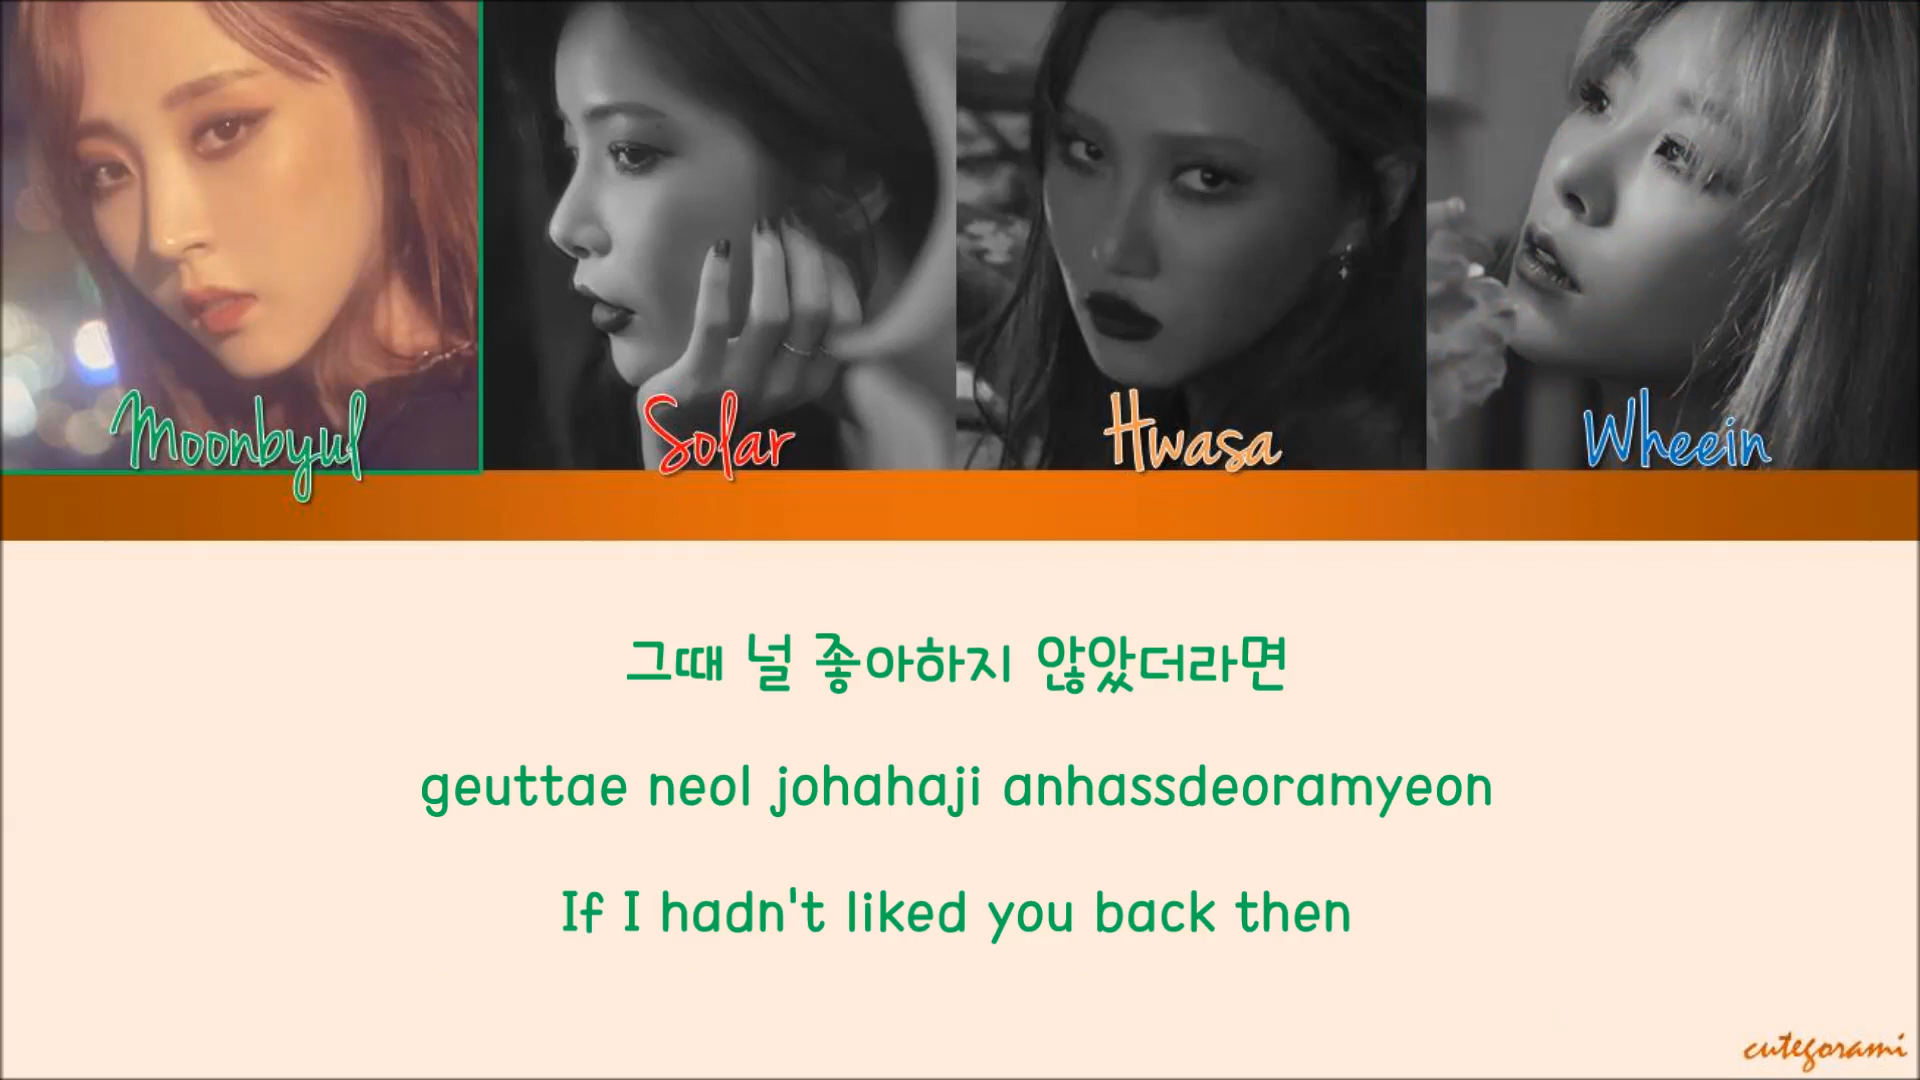 Moonbyul
Solar
Hwasa
Wheein
그때 널 좋아하지 않았더라면
geuttae neol johahaji anhassdeoramyeon
If I hadn't liked you back then
cutegorami